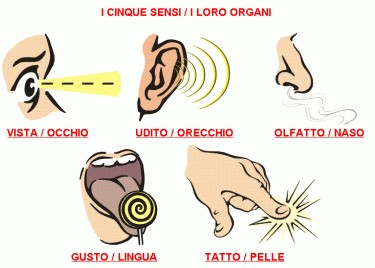 I CINQUE SENSI / I LORO ORGANI
VISTA / OCCHIO
UDITO / ORECCHIO
OLFATTO / NASO
GUSTO / LINGUA
TATTO / PELLE